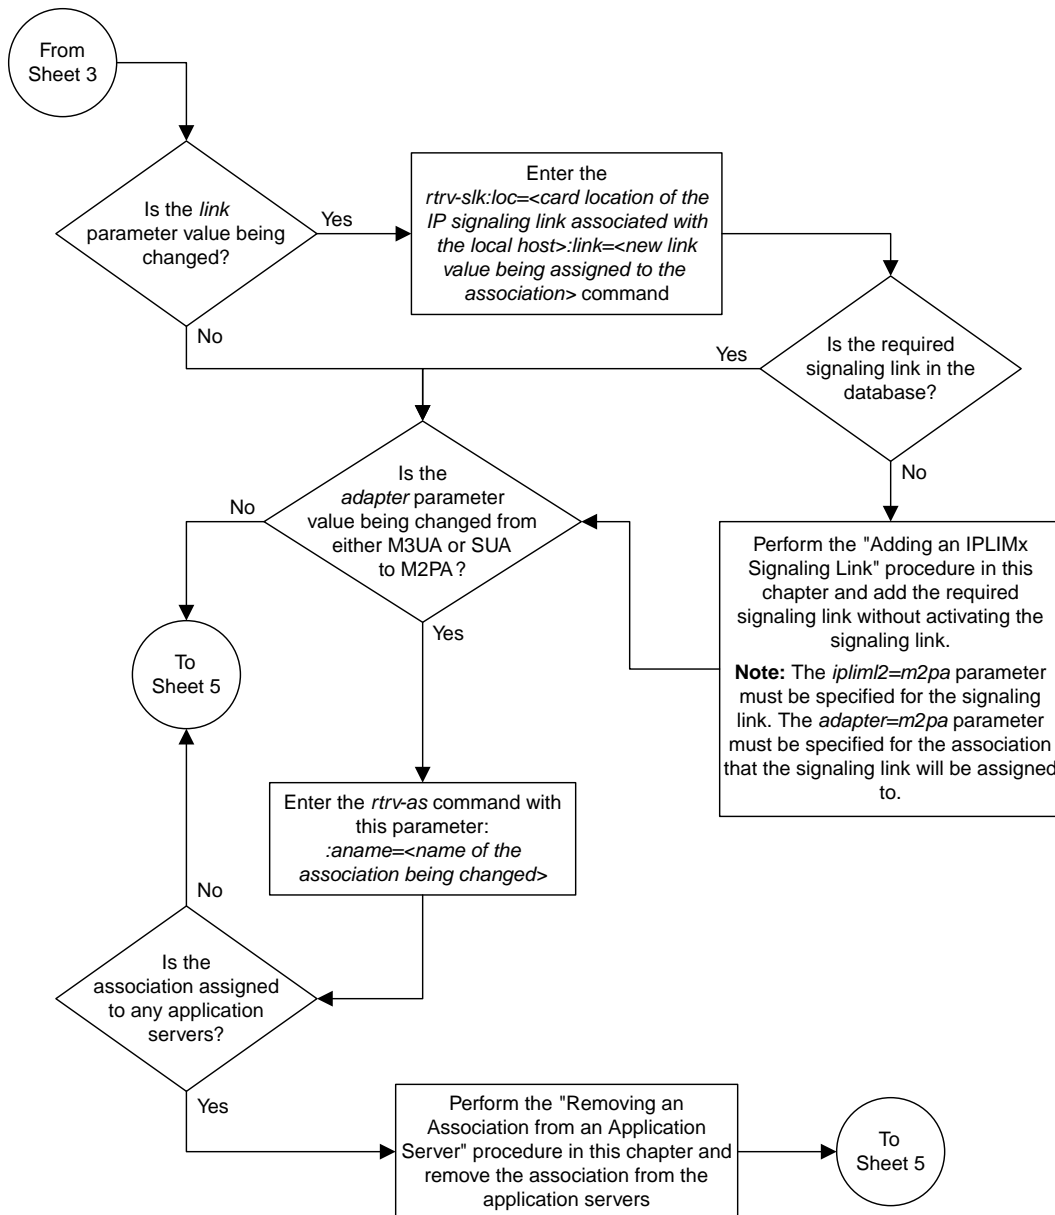 From
Sheet 3
Is the link
parameter value being
changed?
Yes
No
Enter the
rtrv-slk:loc=<card location of the
IP signaling link associated with
the local host>:link=<new link
value being assigned to the
association> command
Is the required
signaling link in the
database?
Yes
No
Perform the "Adding an IPLIMx
Signaling Link" procedure in this
chapter and add the required
signaling link without activating the
signaling link.
Note: The ipliml2=m2pa parameter
must be specified for the signaling
link. The adapter=m2pa parameter
must be specified for the association
that the signaling link will be assigned
to.
Is the
adapter parameter
value being changed from
either M3UA or SUA
to M2PA?
No
Yes
To
Sheet 5
Enter the rtrv-as command with
this parameter:
:aname=<name of the
association being changed>
Is the
association assigned
to any application
servers?
No
Yes
Perform the "Removing an
Association from an Application
Server" procedure in this chapter and
remove the association from the
application servers
To
Sheet 5